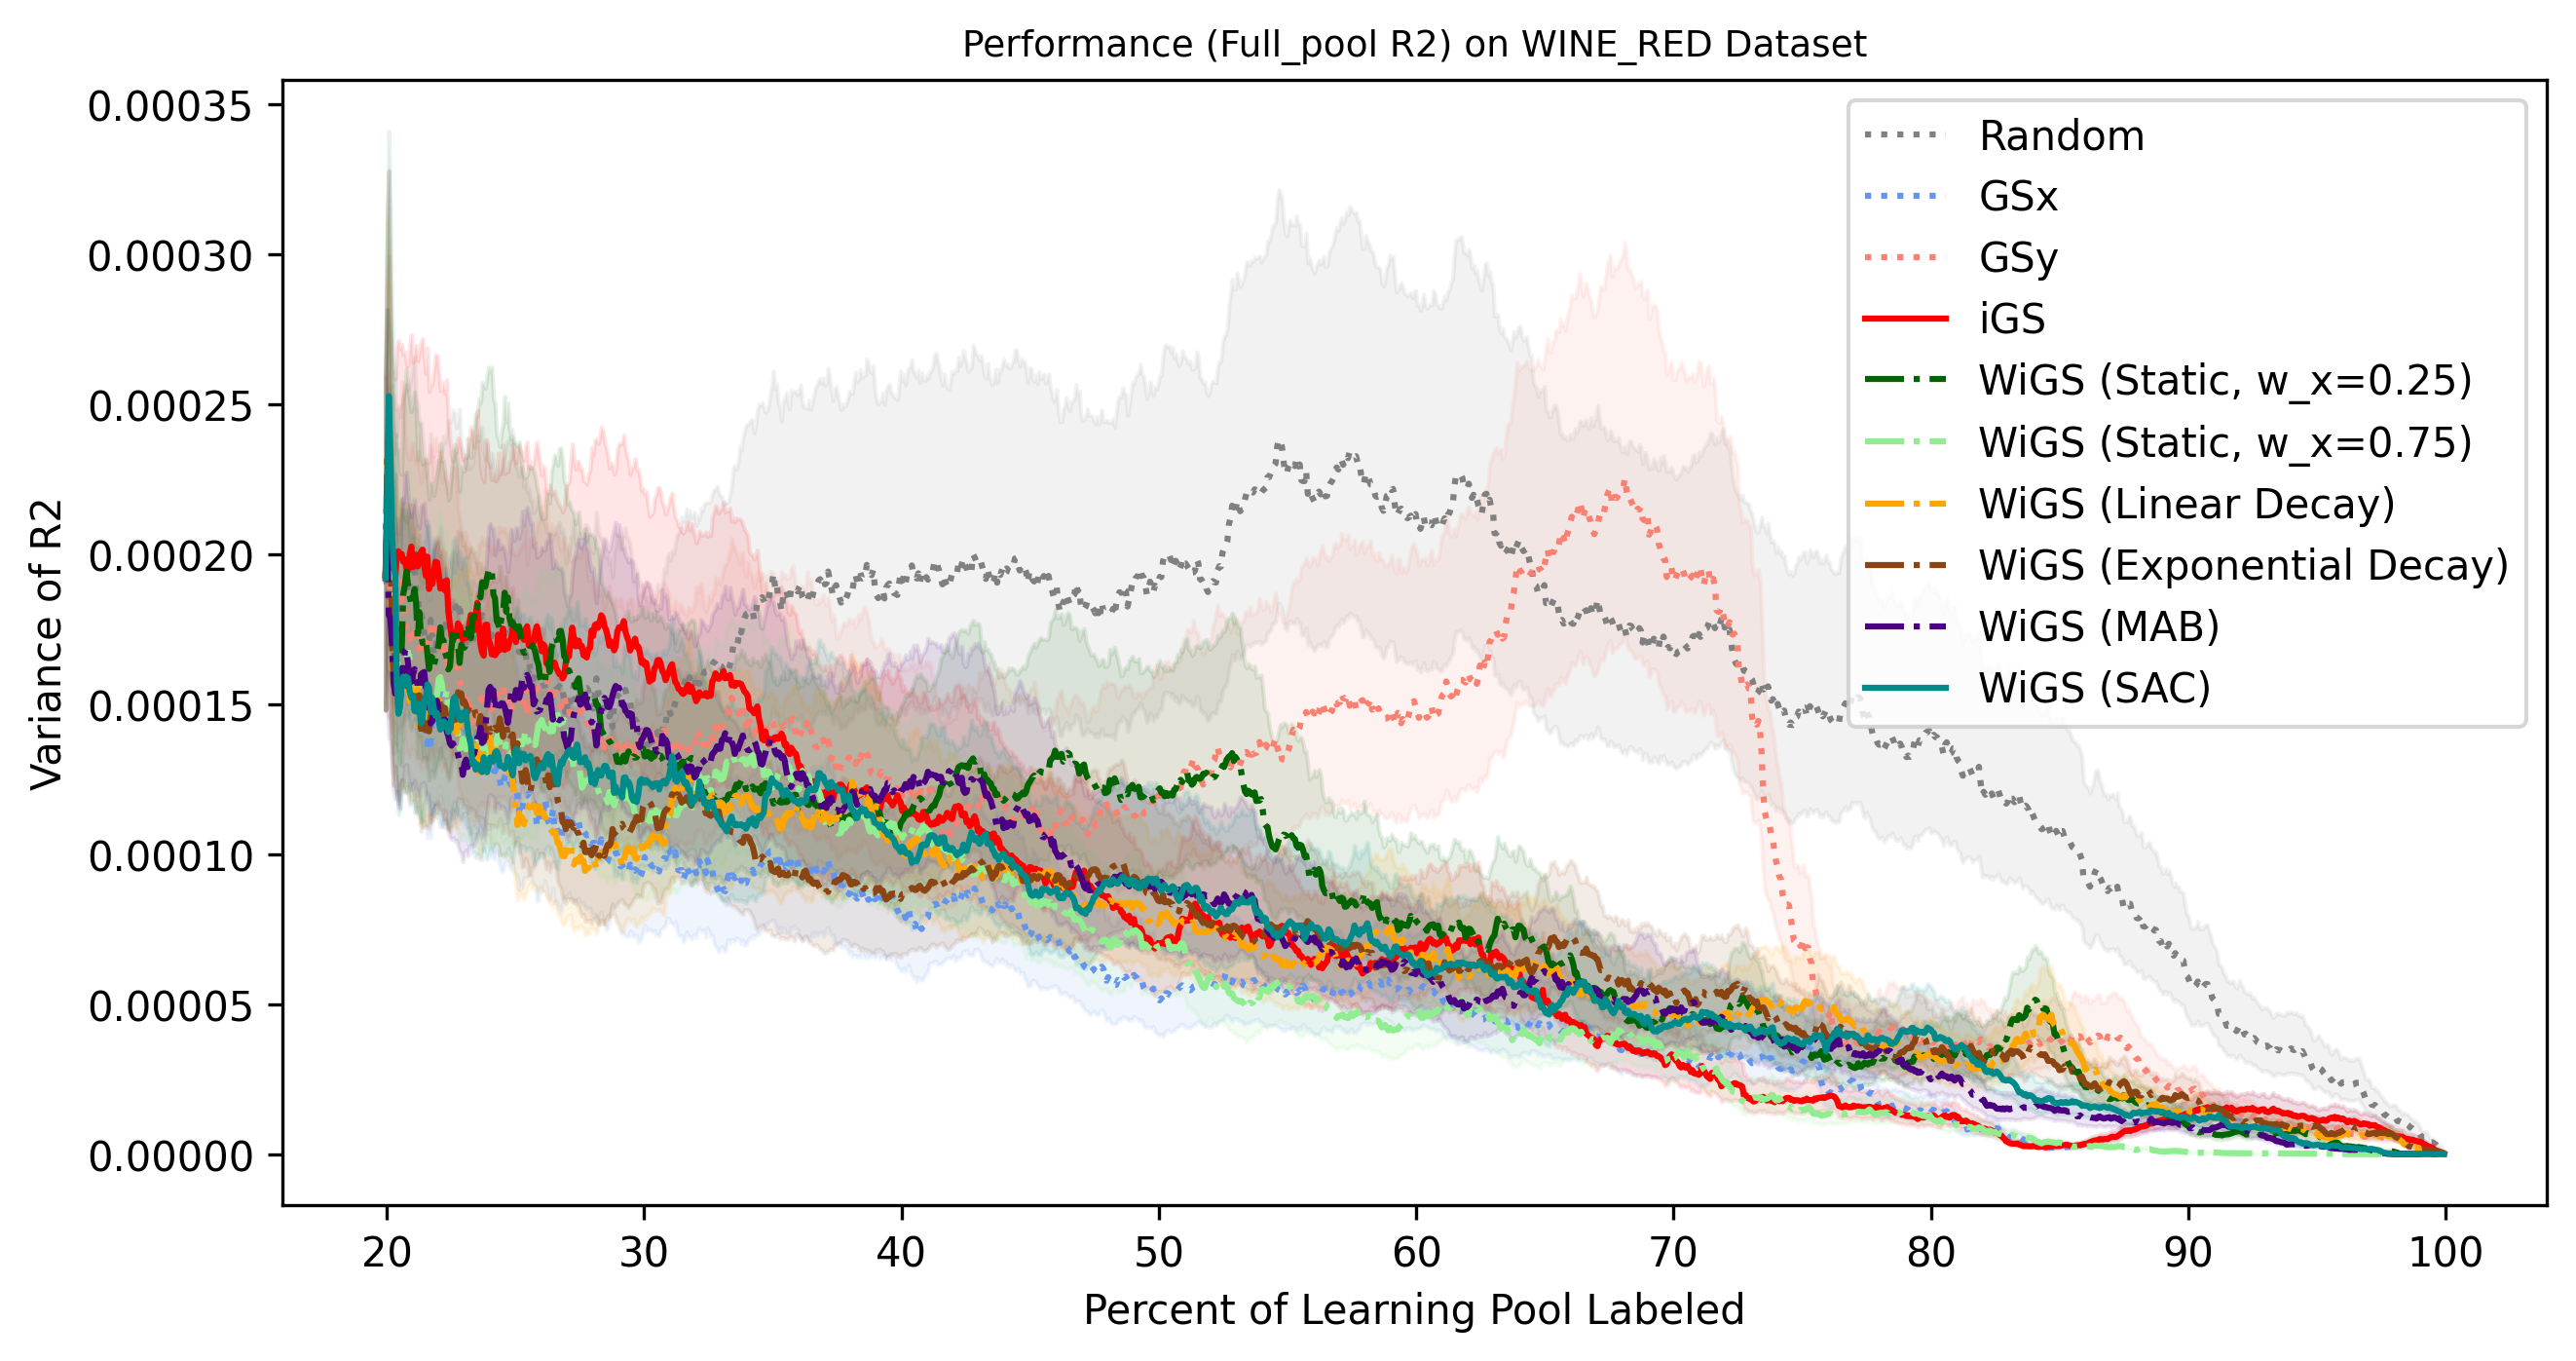 Performance (Full_pool R2) on WINE_RED Dataset
Variance of R2
0.00035
0.00030
0.00025
0.00020
0.00015
0.00010
0.00005
0.00000
20 30 40 50 60 70 80 90 100
Percent of Learning Pool Labeled
Random
GSx
GSy
iGS
WiGS (Static, w_x=0.25)
WiGS (Static, w_x=0.75)
WiGS (Linear Decay)
WiGS (Exponential Decay)
WiGS (MAB)
WiGS (SAC)